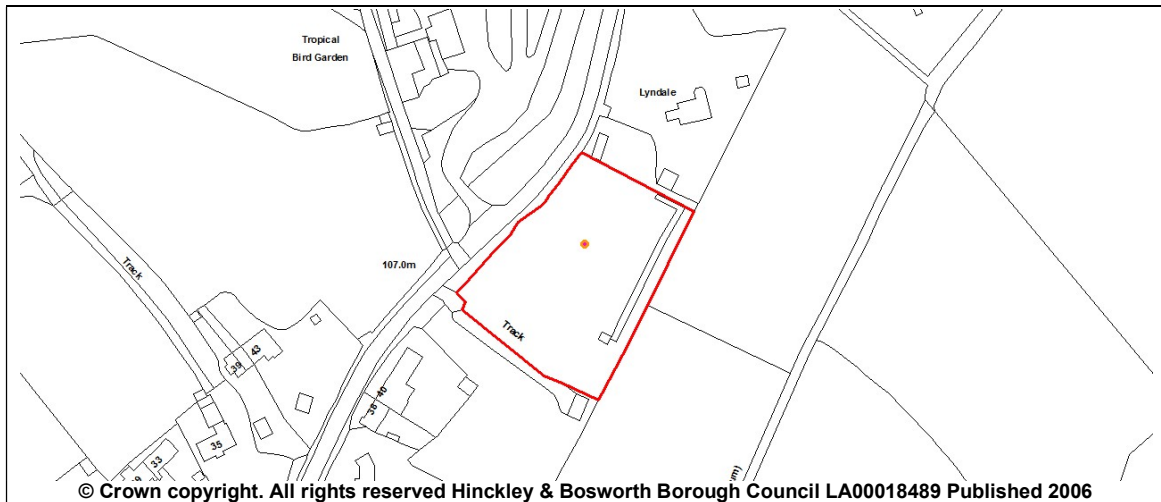 Tropical
Bird Garden
Lyndale
Track
107.0m
Track
43
39
40
38
35
33
© Crown copyright. All rights reserved Hinckley & Bosworth Borough Council LA00018489 Published 2006